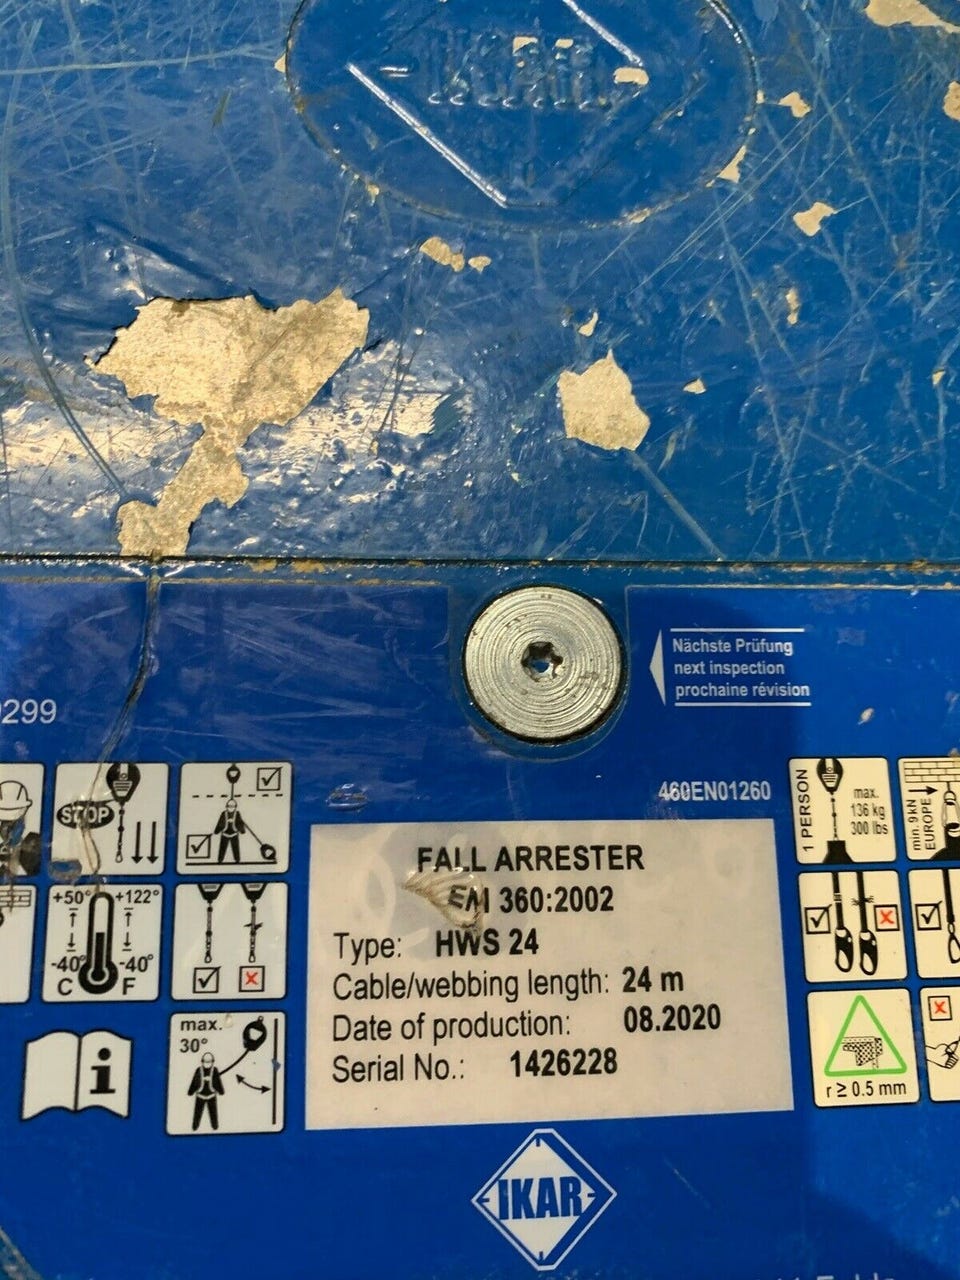 IKAR
Nächste Prüfung
next inspection
prochaine révision
0299
460EN01260
STOP
1 PERSON
max.
136 kg
300 lbs
min. 9 kN
EUROPE
FALL ARRESTER
EN 360:2002
Type: HWS 24
Cable/webbing length: 24 m
Date of production: 08.2020
Serial No.: 1426228
+50° +122°
-40° -40°
C F
max.
30°
i
r ≥ 0.5 mm
IKAR